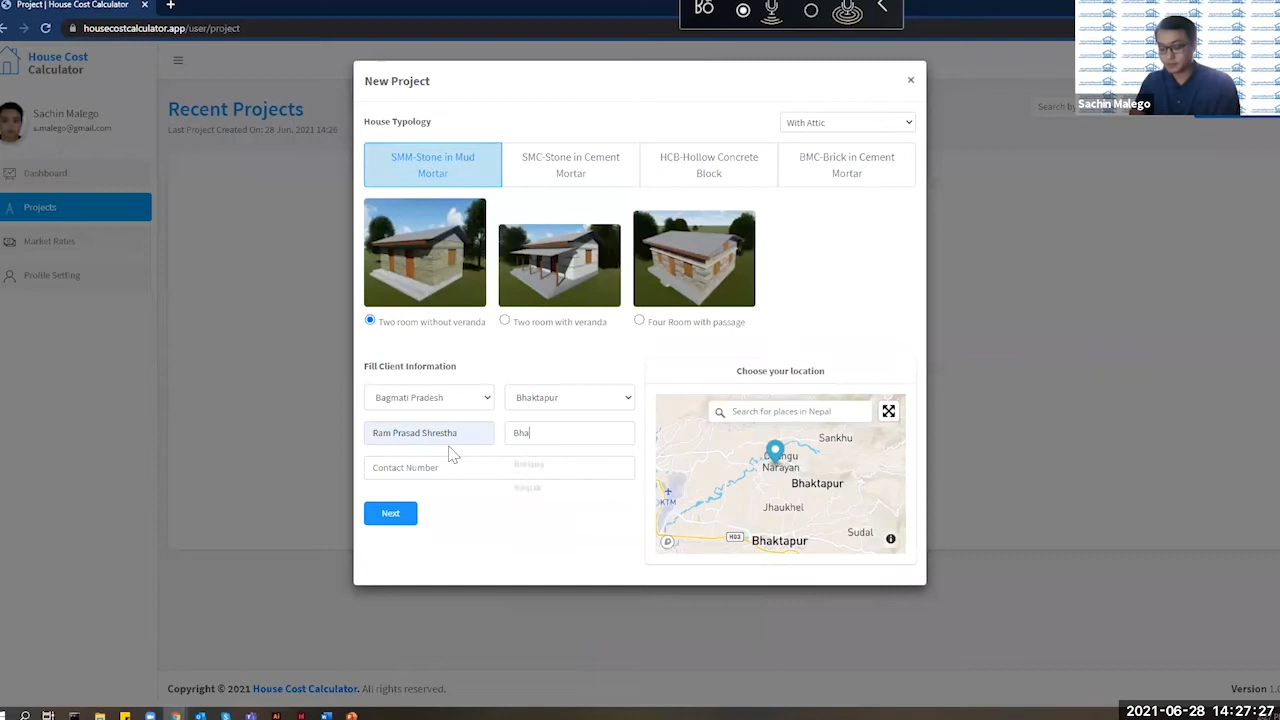 Project | House Cost Calculator
housecostcalculator.app/user/project
House Cost
Calculator
Sachin Malego
s.malego@gmail.com
Dashboard
Projects
Market Rates
Profile Setting
Recent Projects
Last Project Created On: 28 Jun, 2021 14:26
Search by
New Project
×
House Typology
With Attic
SMM-Stone in Mud
Mortar
SMC-Stone in Cement
Mortar
HCB-Hollow Concrete
Block
BMC-Brick in Cement
Mortar
Two room without veranda
Two room with veranda
Four Room with passage
Fill Client Information
Bagmati Pradesh
Bhaktapur
Ram Prasad Shrestha
Bha
Contact Number
Next
Choose your location
Search for places in Nepal
Sankhu
Narayan
Bhaktapur
Jhaukhel
Sudal
H03
Bhaktapur
Copyright © 2021 House Cost Calculator. All rights reserved.
Version 1.0
Sachin Malego
2021-06-28 14:27:27